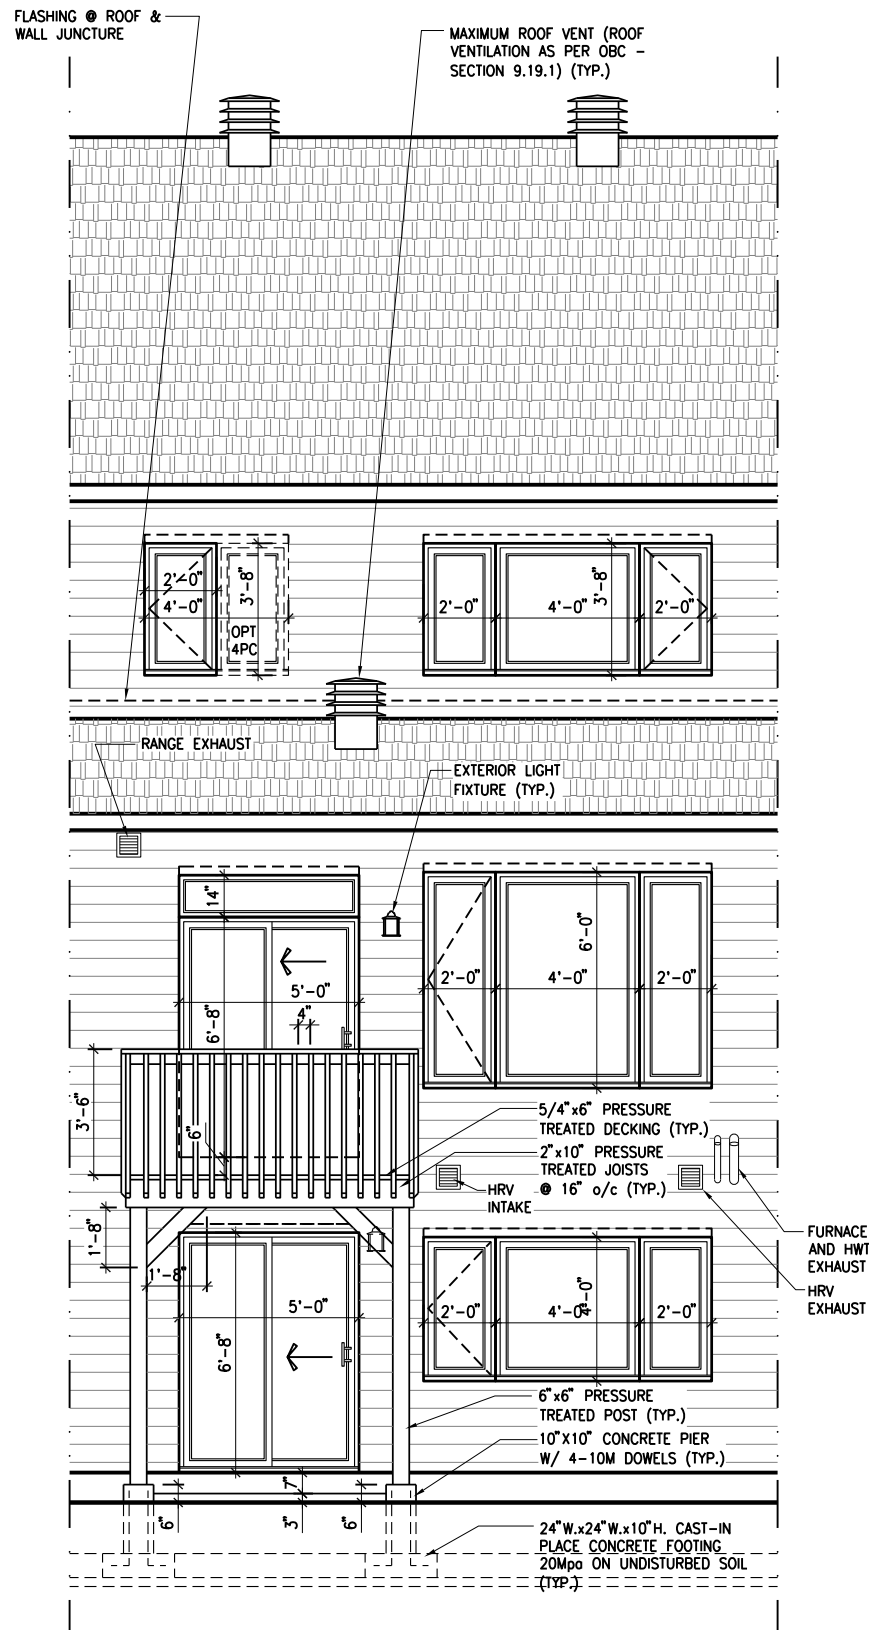 FLASHING @ ROOF &
WALL JUNCTURE
MAXIMUM ROOF VENT (ROOF
VENTILATION AS PER OBC –
SECTION 9.19.1) (TYP.)
2'-0"
4'-0"
3'-8"
OPT
4PC
2'-0"
4'-0"
3'-8"
2'-0"
RANGE EXHAUST
EXTERIOR LIGHT
FIXTURE (TYP.)
14"
6'-0"
5'-0"
2'-0"
4'-0"
2'-0"
6'-8"
4"
3'-6"
6"
5/4"x6" PRESSURE
TREATED DECKING (TYP.)
2"x10" PRESSURE
TREATED JOISTS
@ 16" o/c (TYP.)
HRV
INTAKE
1'-8"
1'-8"
FURNACE
AND HWT
EXHAUST
HRV
EXHAUST
5'-0"
6'-8"
2'-0"
4'-0"
4'-0"
2'-0"
6"x6" PRESSURE
TREATED POST (TYP.)
10"X10" CONCRETE PIER
W/ 4-10M DOWELS (TYP.)
7"
6"
3"
6"
24"W.x24"W.x10"H. CAST-IN
PLACE CONCRETE FOOTING
20Mpa ON UNDISTURBED SOIL
(TYP.)